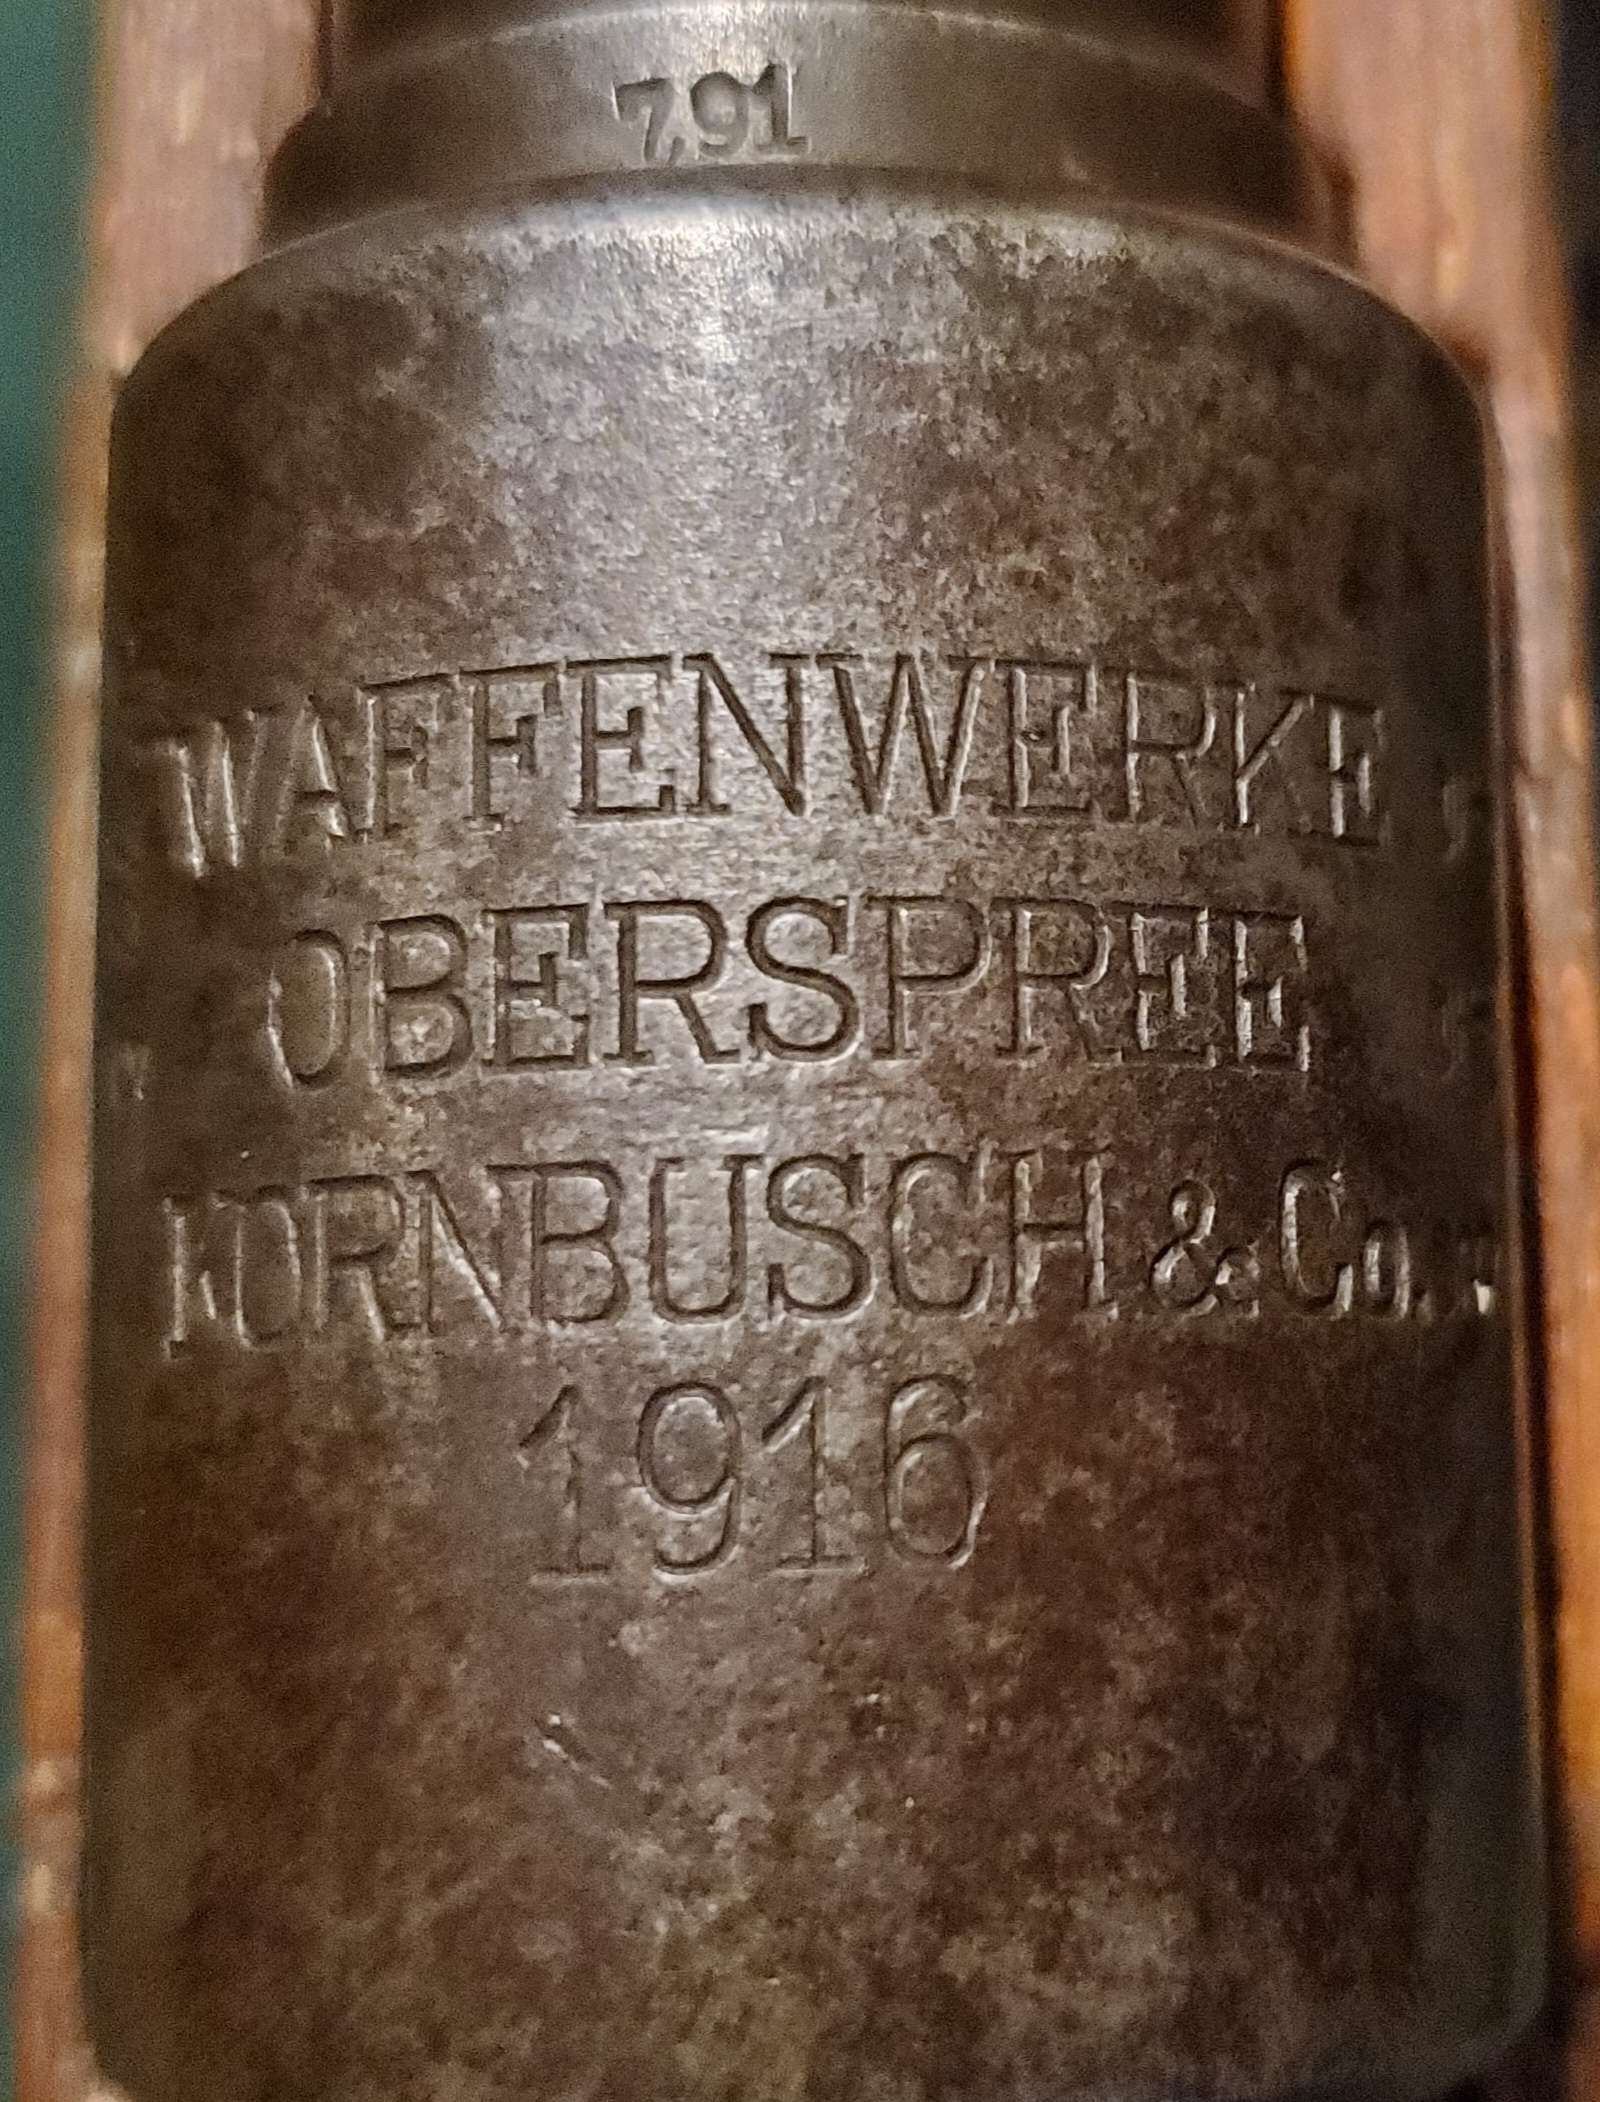 7,91
WAFFENWERKE
OBERSPREE
KORNBUSCH & Co.
1916